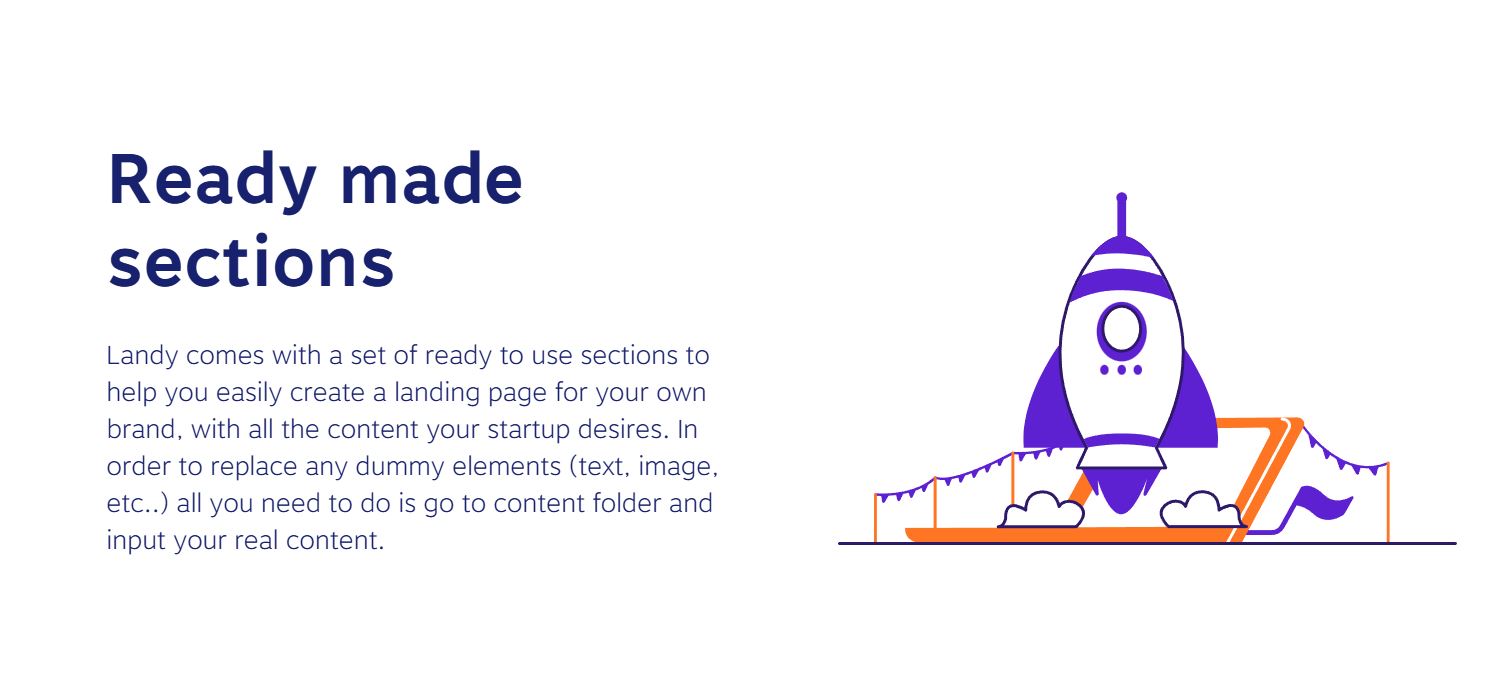 Ready made
sections
Landy comes with a set of ready to use sections to
help you easily create a landing page for your own
brand, with all the content your startup desires. In
order to replace any dummy elements (text, image,
etc..) all you need to do is go to content folder and
input your real content.